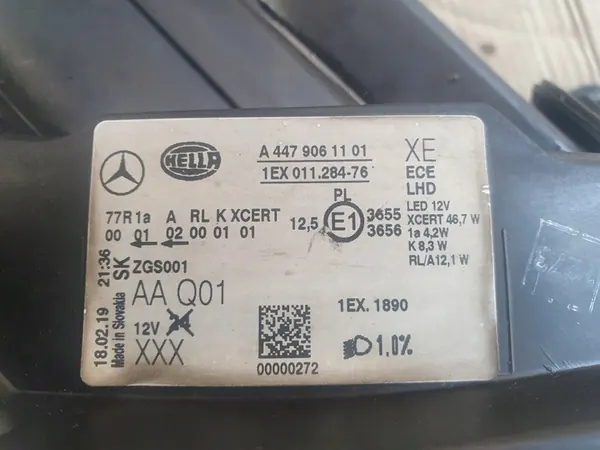 HELLA
A 447 906 11 01
1EX 011.284-76
XE
ECE
LHD
LED 12V
XCERT 46,7 W
1a 4,2W
K 8,3 W
RL/A12,1 W
PL
12,5 E1 3655
3656
77R 1a A RL K XCERT
00 01 02 00 01 01
ZGS001
AA Q01
12V
XXX
18.02.19 21:36
Made in Slovakia SK
00000272
1EX. 1890
1,0%